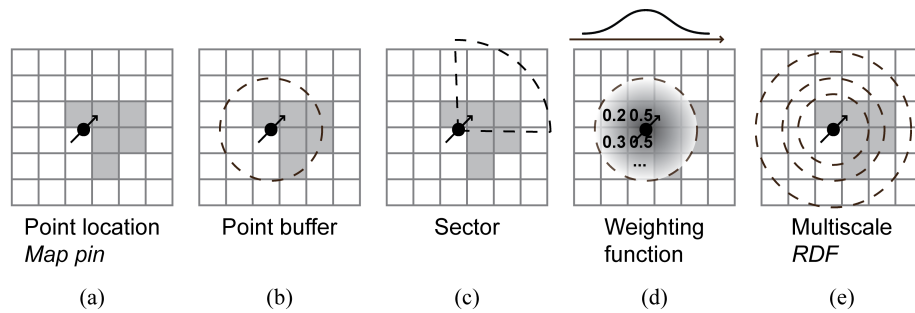 0.2 0.5
0.3 0.5
...
Point location
Map pin
Point buffer
Sector
Weighting
function
Multiscale
RDF
(a)
(b)
(c)
(d)
(e)